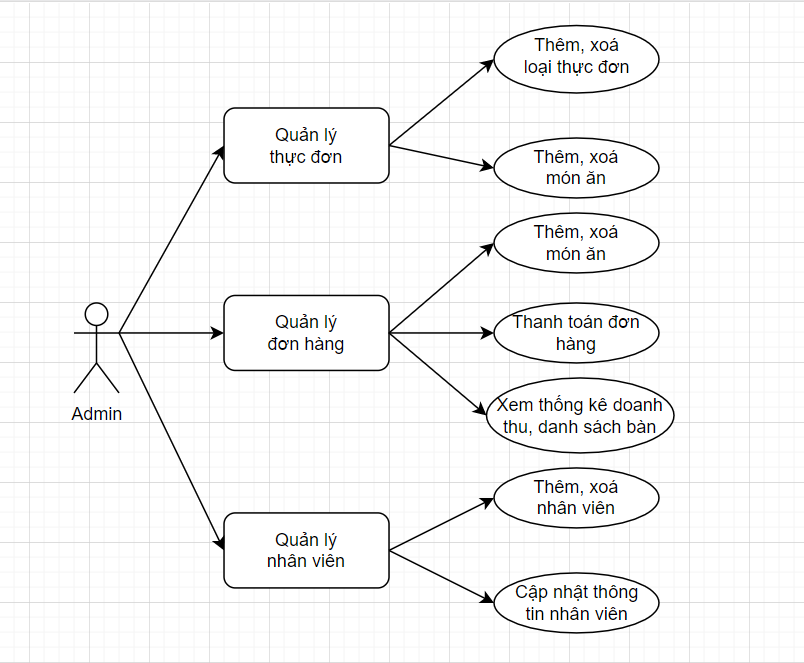 Thêm, xoá
loại thực đơn
Quản lý
thực đơn
Thêm, xoá
món ăn
Thêm, xoá
món ăn
Quản lý
đơn hàng
Thanh toán đơn
hàng
Admin
Xem thống kê doanh
thu, danh sách bàn
Thêm, xoá
nhân viên
Quản lý
nhân viên
Cập nhật thông
tin nhân viên